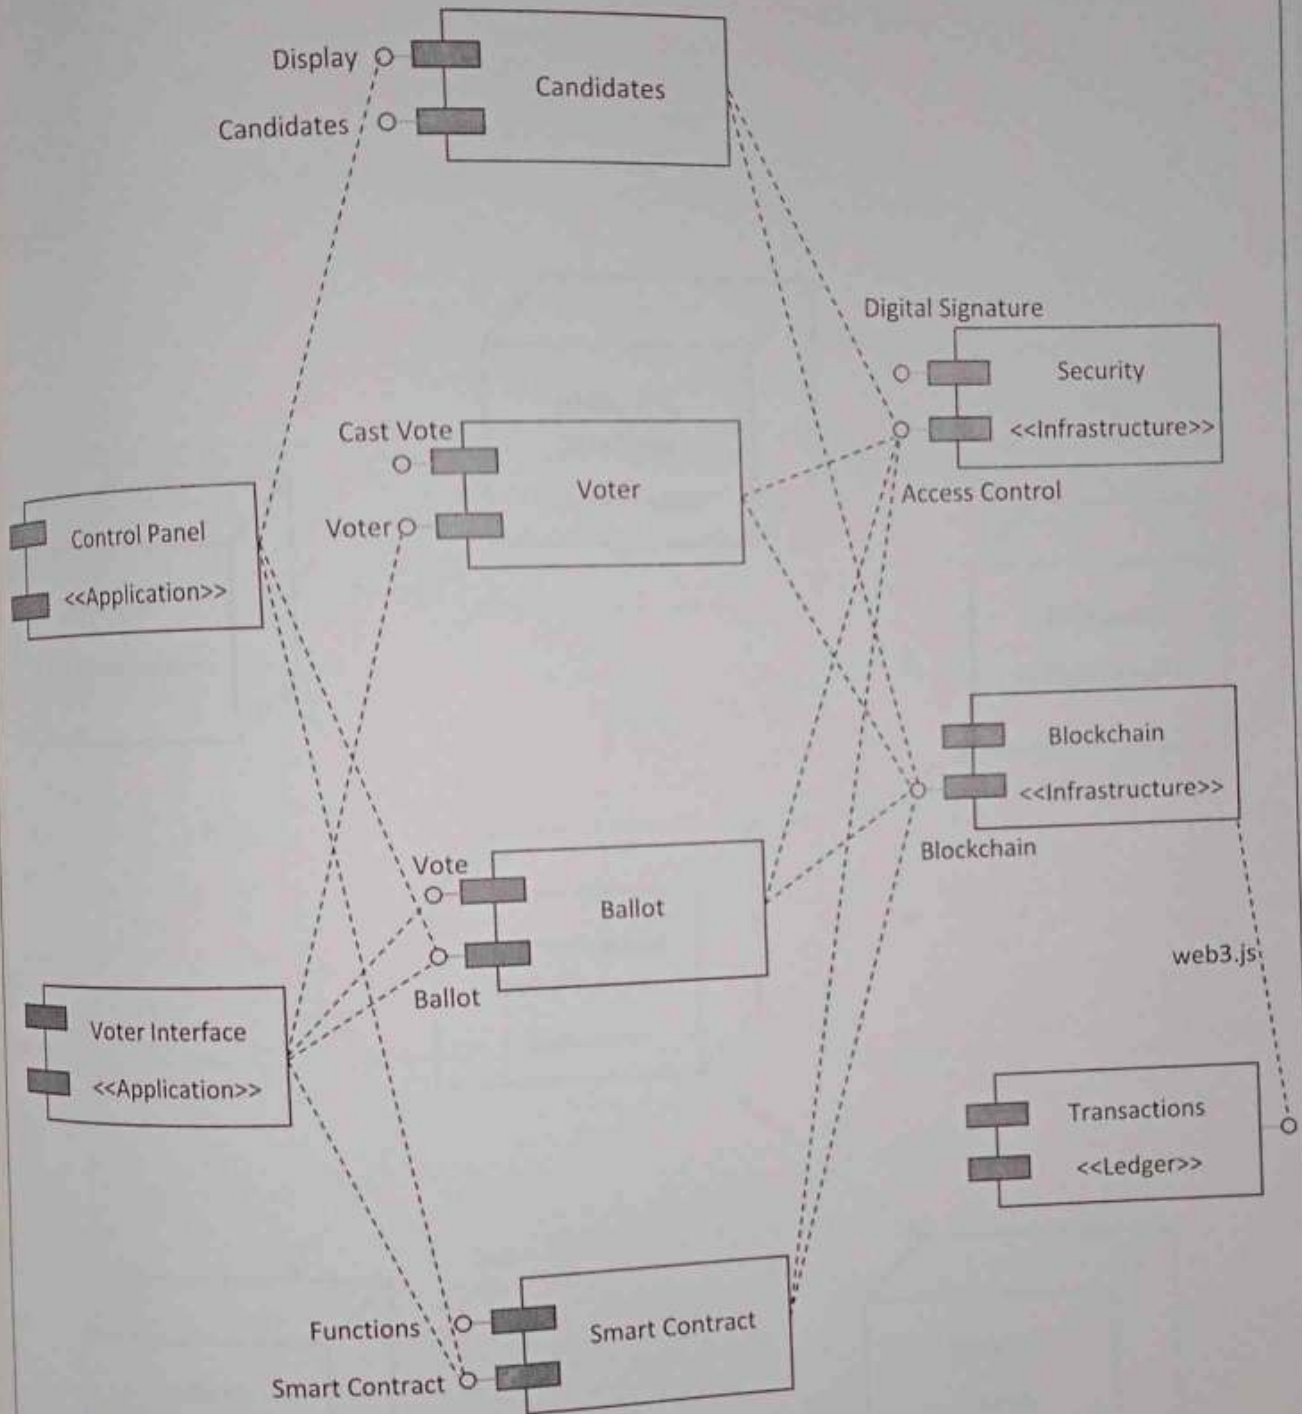 Display
Candidates
Candidates
Digital Signature
Security
<<Infrastructure>>
Access Control
Cast Vote
Voter
Voter
Control Panel
<<Application>>
Blockchain
<<Infrastructure>>
Blockchain
Vote
Ballot
Ballot
web3.js
Voter Interface
<<Application>>
Transactions
<<Ledger>>
Functions
Smart Contract
Smart Contract